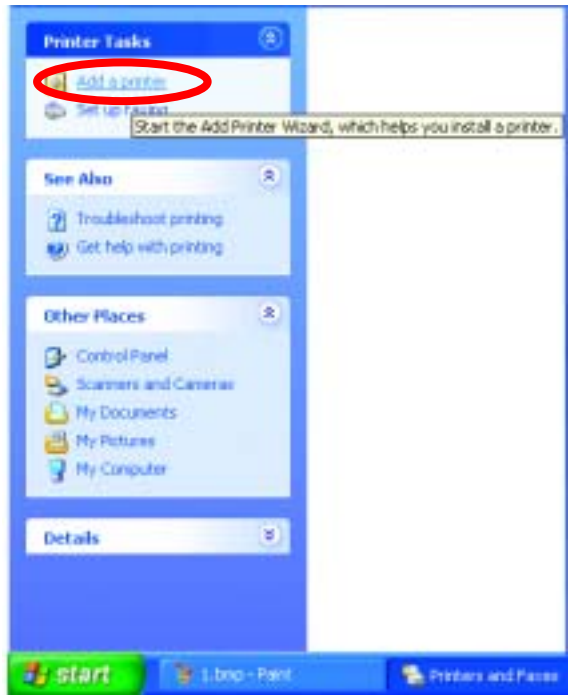 Printer Tasks
Add a printer
Set up faxing
Start the Add Printer Wizard, which helps you install a printer.
See Also
Troubleshoot printing
Get help with printing
Other Places
Control Panel
Scanners and Cameras
My Documents
My Pictures
My Computer
Details
start
1.bmp - Paint
Printers and Faxes